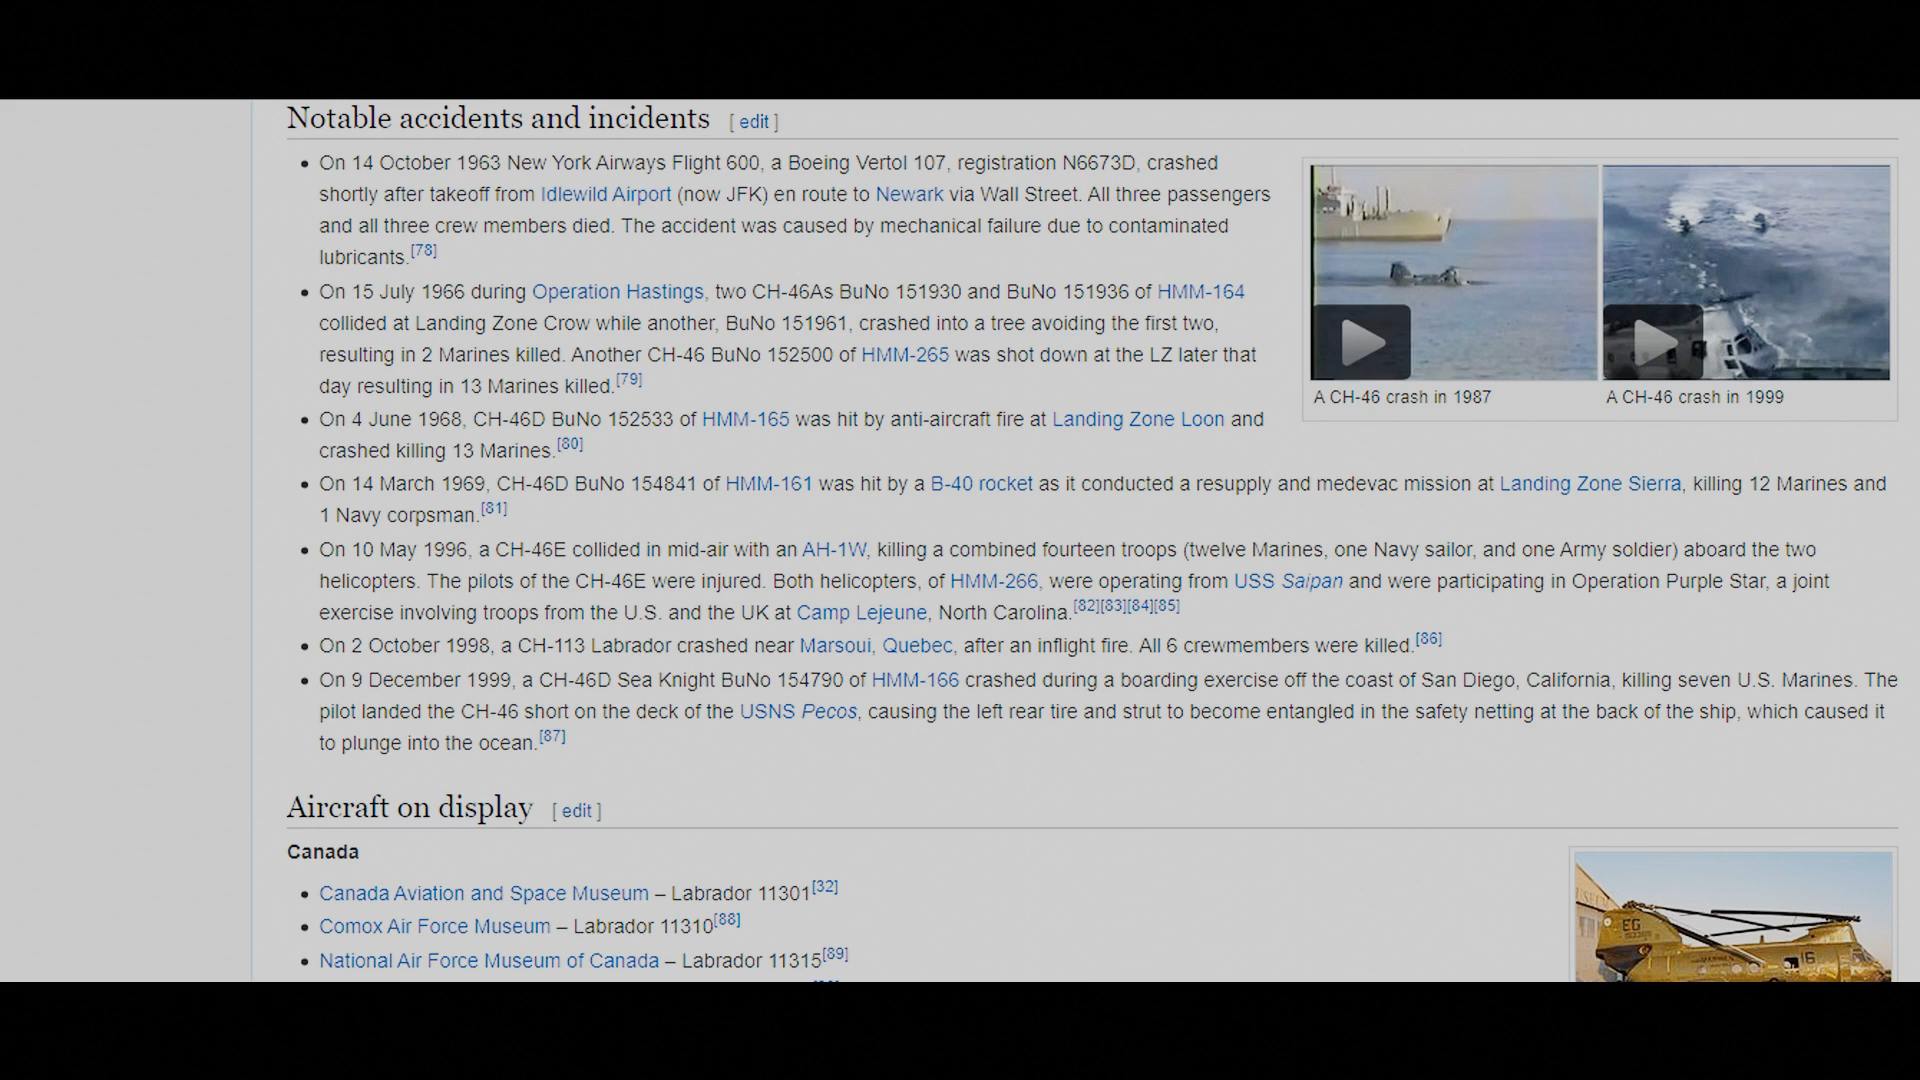 Notable accidents and incidents [ edit ]
• On 14 October 1963 New York Airways Flight 600, a Boeing Vertol 107, registration N6673D, crashed
shortly after takeoff from Idlewild Airport (now JFK) en route to Newark via Wall Street. All three passengers
and all three crew members died. The accident was caused by mechanical failure due to contaminated
lubricants.[78]
• On 15 July 1966 during Operation Hastings, two CH-46As BuNo 151930 and BuNo 151936 of HMM-164
collided at Landing Zone Crow while another, BuNo 151961, crashed into a tree avoiding the first two,
resulting in 2 Marines killed. Another CH-46 BuNo 152500 of HMM-265 was shot down at the LZ later that
day resulting in 13 Marines killed.[79]
A CH-46 crash in 1987
A CH-46 crash in 1999
• On 4 June 1968, CH-46D BuNo 152533 of HMM-165 was hit by anti-aircraft fire at Landing Zone Loon and
crashed killing 13 Marines.[80]
• On 14 March 1969, CH-46D BuNo 154841 of HMM-161 was hit by a B-40 rocket as it conducted a resupply and medevac mission at Landing Zone Sierra, killing 12 Marines and
1 Navy corpsman.[81]
• On 10 May 1996, a CH-46E collided in mid-air with an AH-1W, killing a combined fourteen troops (twelve Marines, one Navy sailor, and one Army soldier) aboard the two
helicopters. The pilots of the CH-46E were injured. Both helicopters, of HMM-266, were operating from USS Saipan and were participating in Operation Purple Star, a joint
exercise involving troops from the U.S. and the UK at Camp Lejeune, North Carolina.[82][83][84][85]
• On 2 October 1998, a CH-113 Labrador crashed near Marsoui, Quebec, after an inflight fire. All 6 crewmembers were killed.[86]
• On 9 December 1999, a CH-46D Sea Knight BuNo 154790 of HMM-166 crashed during a boarding exercise off the coast of San Diego, California, killing seven U.S. Marines. The
pilot landed the CH-46 short on the deck of the USNS Pecos, causing the left rear tire and strut to become entangled in the safety netting at the back of the ship, which caused it
to plunge into the ocean.[87]
Aircraft on display [ edit ]
Canada
• Canada Aviation and Space Museum – Labrador 11301[32]
• Comox Air Force Museum – Labrador 11310[88]
• National Air Force Museum of Canada – Labrador 11315[89]
EG
16